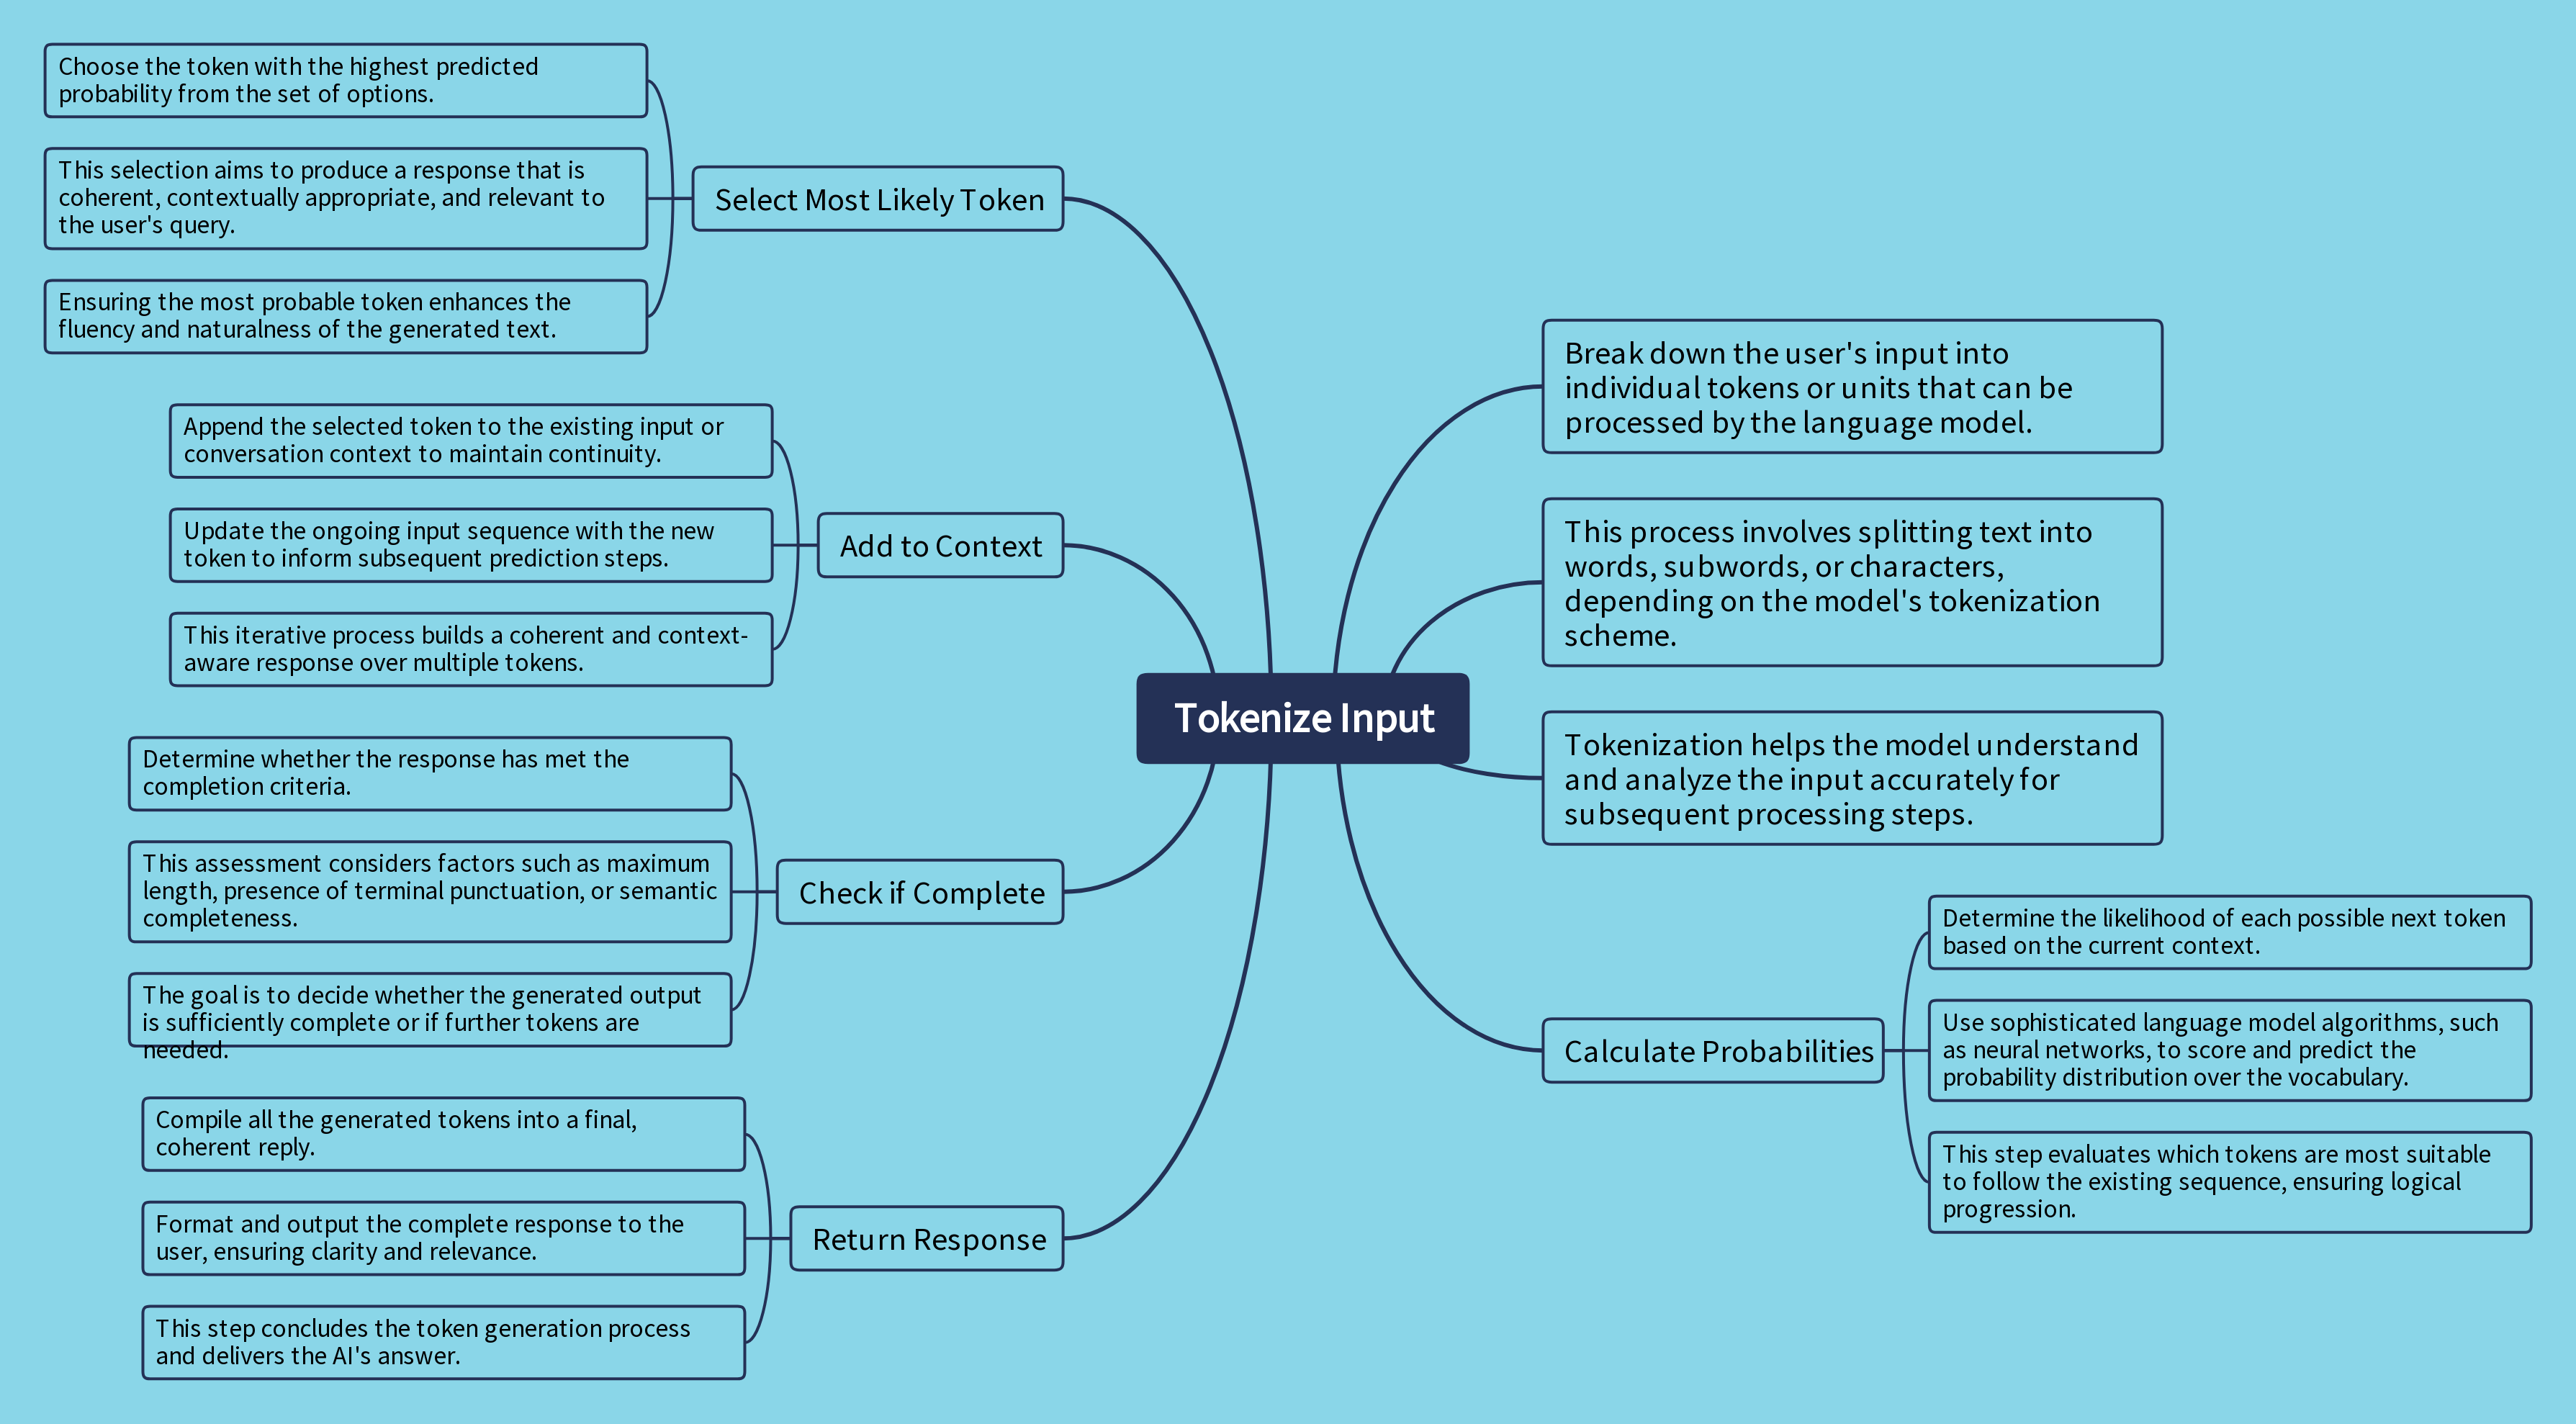 Tokenize Input
Break down the user's input into
individual tokens or units that can be
processed by the language model.
This process involves splitting text into
words, subwords, or characters,
depending on the model's tokenization
scheme.
Tokenization helps the model understand
and analyze the input accurately for
subsequent processing steps.
Calculate Probabilities
Determine the likelihood of each possible next token
based on the current context.
Use sophisticated language model algorithms, such
as neural networks, to score and predict the
probability distribution over the vocabulary.
This step evaluates which tokens are most suitable
to follow the existing sequence, ensuring logical
progression.
Select Most Likely Token
Choose the token with the highest predicted
probability from the set of options.
This selection aims to produce a response that is
coherent, contextually appropriate, and relevant to
the user's query.
Ensuring the most probable token enhances the
fluency and naturalness of the generated text.
Add to Context
Append the selected token to the existing input or
conversation context to maintain continuity.
Update the ongoing input sequence with the new
token to inform subsequent prediction steps.
This iterative process builds a coherent and context-
aware response over multiple tokens.
Check if Complete
Determine whether the response has met the
completion criteria.
This assessment considers factors such as maximum
length, presence of terminal punctuation, or semantic
completeness.
The goal is to decide whether the generated output
is sufficiently complete or if further tokens are
needed.
Return Response
Compile all the generated tokens into a final,
coherent reply.
Format and output the complete response to the
user, ensuring clarity and relevance.
This step concludes the token generation process
and delivers the AI's answer.